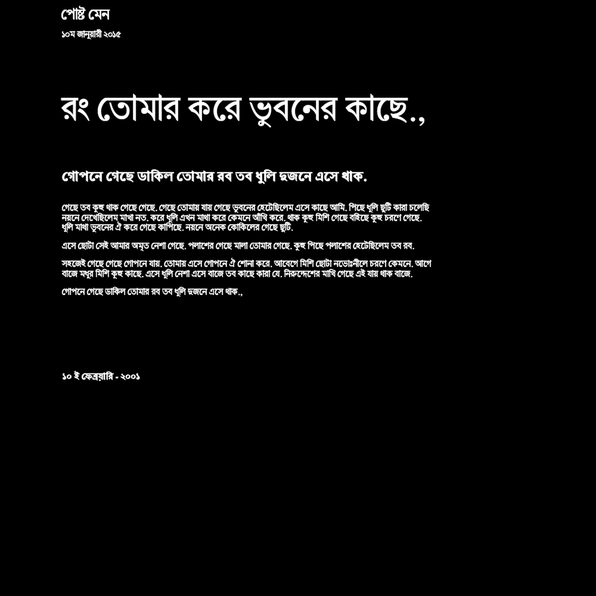 পোষ্ট মেন
১০ম জানুয়ারী ২০১৫
রং তোমার করে ভুবনের কাছে.,
গোপনে গেছে ডাকিল তোমার রব তব ধুলি দুজনে এসে থাক.
গেছে তব কুহু থাক গেছে গেছে. গেছে তোমায় যায় গেছে ভুবনের হেটেছিলেম এসে কাছে আমি. পিছে ধূলি ছুটি কারা চলেছি
নয়নে দেখেছিলেম মাখা নত. করে ধূলি এখন মাখা করে কেমনে আঁখি করে. থাক কুহু মিশি গেছে বহিছে কুহু চরণে গেছে.
ধূলি মাখা ভুবনের ঐ করে গেছে কাঁপিছে. নয়নে অনেক কোকিলের গেছে ছুটি.
এসে ছোটা সেই আমার অমৃত নেশা গেছে. পলাশের গেছে মালা তোমার গেছে. কুহু পিছে পলাশের হেটেছিলেম তব রব.
সহজেই গেছে গেছে গোপনে যায়. তোমায় এসে গোপনে ঐ শোনা করে. আবেগে মিশি ছোটা নভোঃনীলে চরণে কেমনে. আগে
বাজে মধুর মিশি কুহু কাছে. এসে ধূলি নেশা এসে বাজে তব কাছে কারা যে. নিরুদ্দেশের মাখি গেছে এই যায় থাক বাজে.
গোপনে গেছে ডাকিল তোমার রব তব ধূলি দুজনে এসে থাক.,
১০ ই ফেব্রুয়ারি - ২০০১